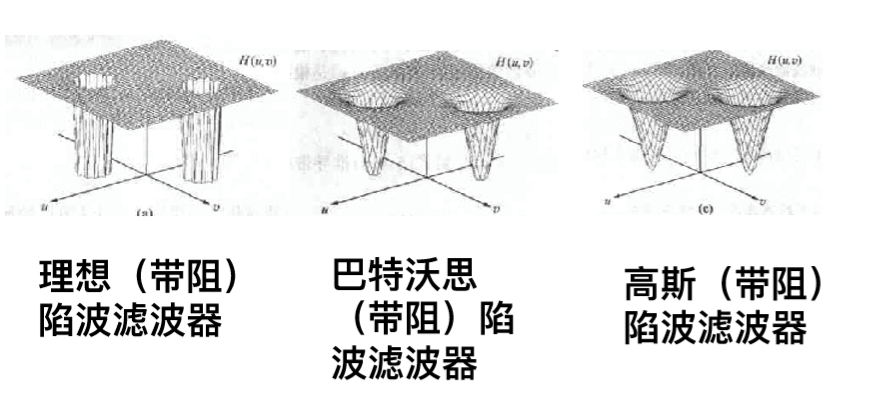 H(u,v)
H(u,v)
H(u,v)
u
v
u
v
u
v
(a)
(c)
理想（带阻）
陷波滤波器
巴特沃思
（带阻）陷
波滤波器
高斯（带阻）
陷波滤波器